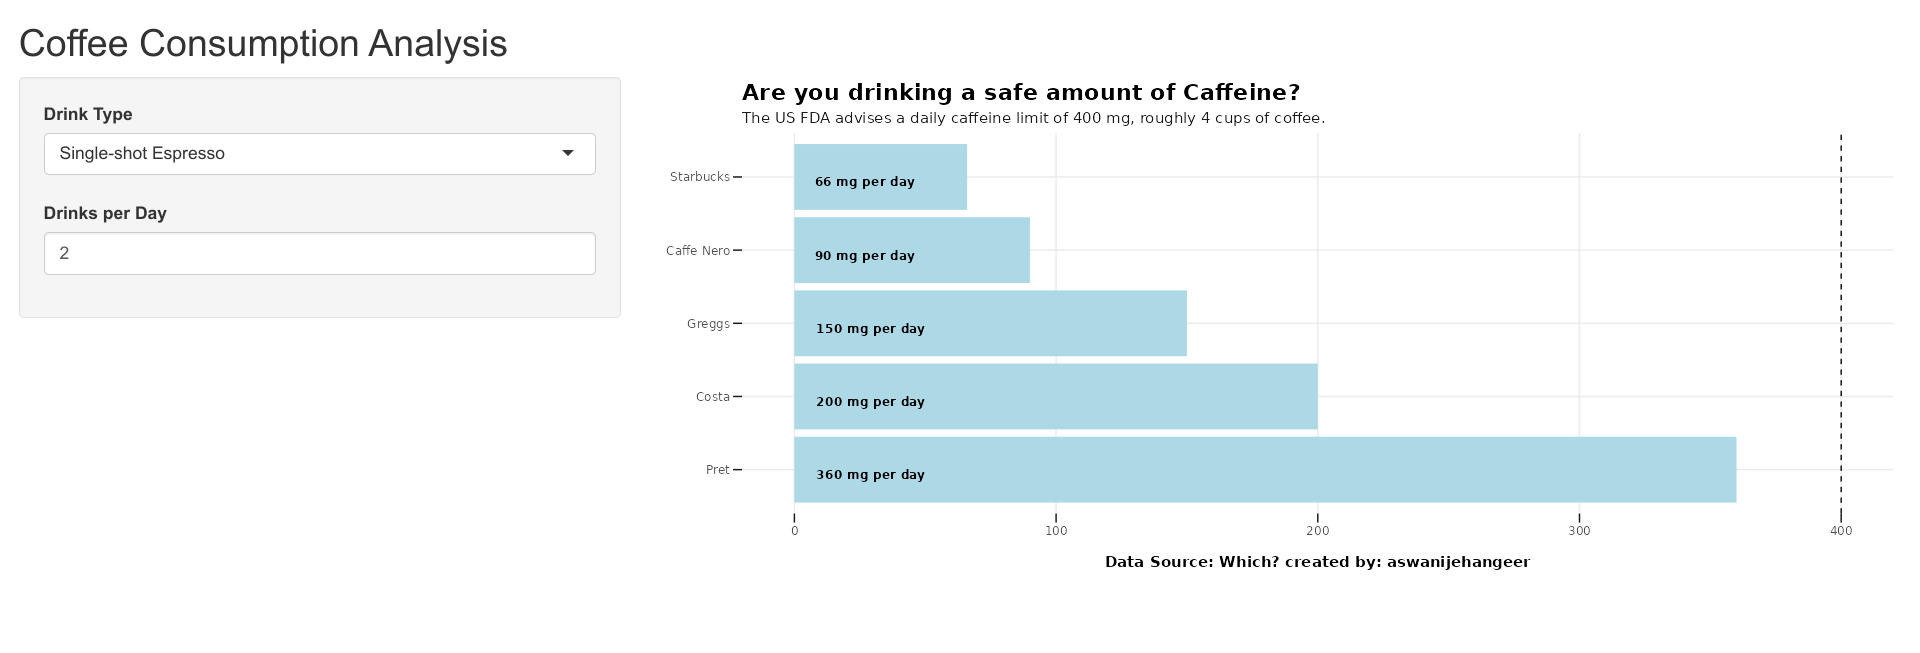 Coffee Consumption Analysis
Drink Type
Single-shot Espresso
Drinks per Day
2
Are you drinking a safe amount of Caffeine?
The US FDA advises a daily caffeine limit of 400 mg, roughly 4 cups of coffee.
Starbucks
66 mg per day
Caffe Nero
90 mg per day
Greggs
150 mg per day
Costa
200 mg per day
Pret
360 mg per day
0 100 200 300 400
Data Source: Which? created by: aswanijehangeer